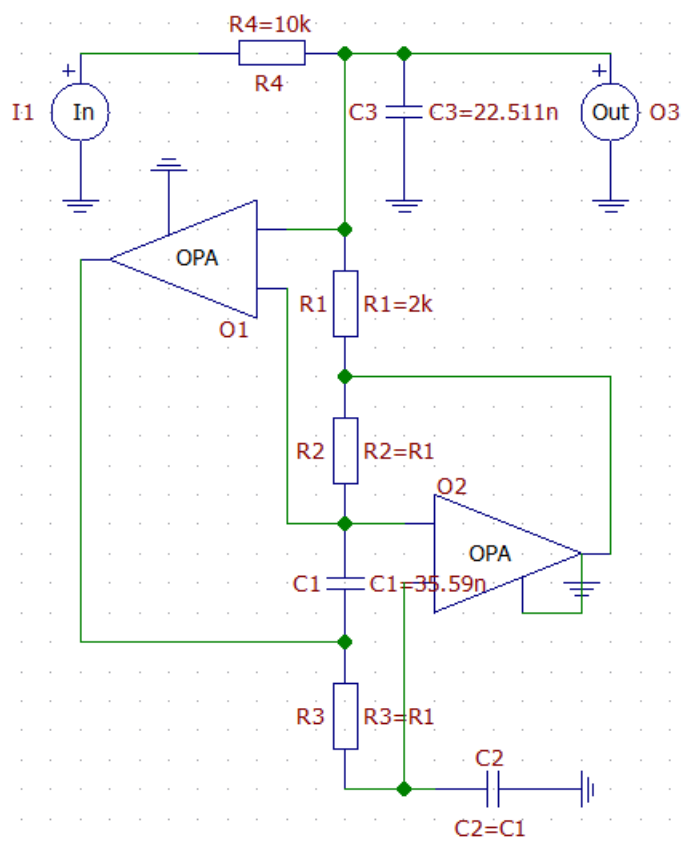 R4=10k
R4
+
I1
In
C3
C3=22.511n
+
Out
O3
OPA
O1
R1
R1=2k
R2
R2=R1
O2
OPA
C1
C1=35.59n
R3
R3=R1
C2
C2=C1